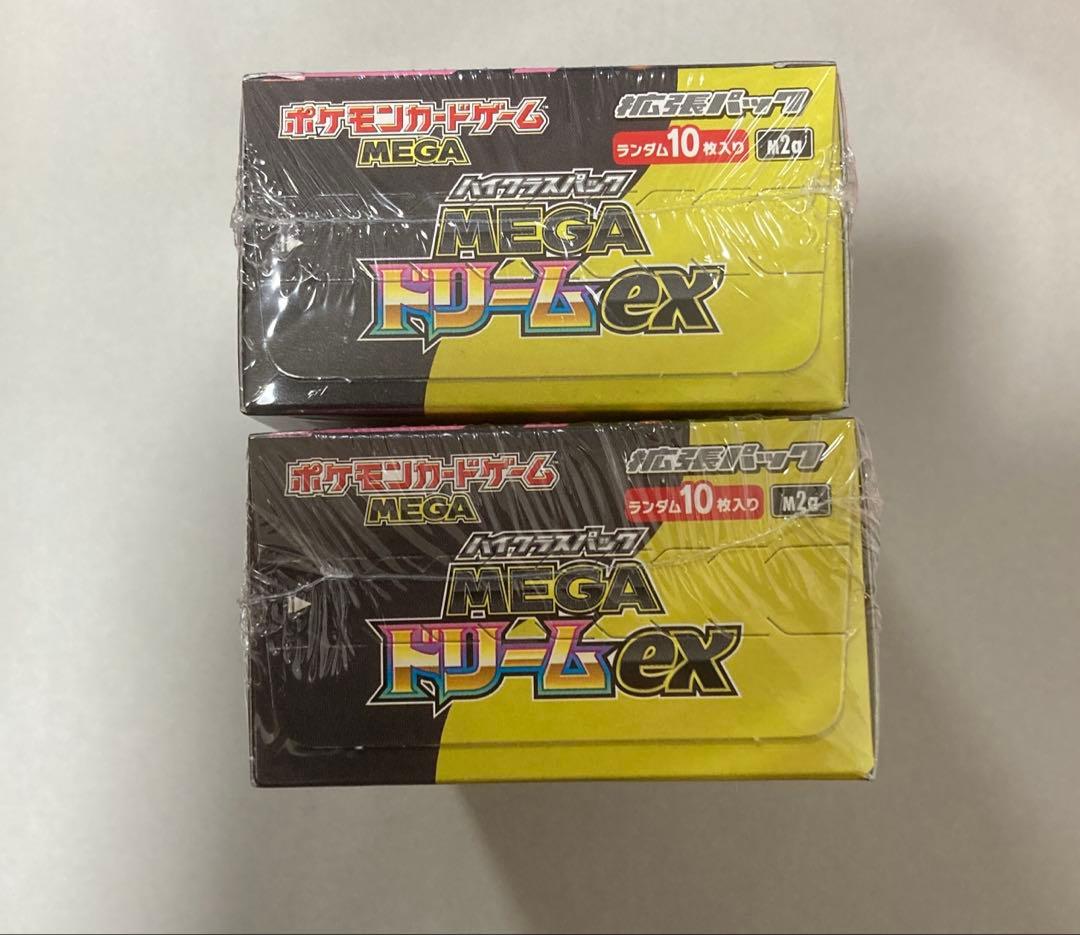 ポケモンカードゲーム
MEGA
拡張パック
ランダム10枚入り M2a
ハイクラスパック
MEGA
ドリームex
ポケモンカードゲーム
MEGA
拡張パック
ランダム10枚入り M2a
ハイクラスパック
MEGA
ドリームex